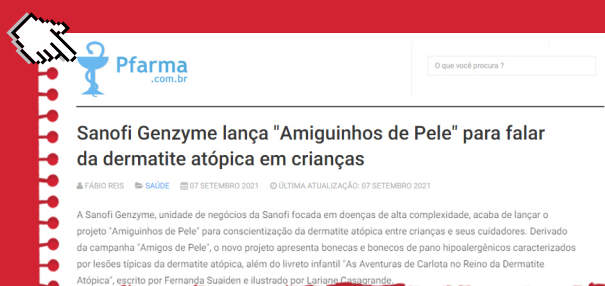 Pfarma
.com.br
O que você procura ?
Sanofi Genzyme lança "Amiguinhos de Pele" para falar
da dermatite atópica em crianças
FÁBIO REIS SAÚDE 07 SETEMBRO 2021 ÚLTIMA ATUALIZAÇÃO: 07 SETEMBRO 2021
A Sanofi Genzyme, unidade de negócios da Sanofi focada em doenças de alta complexidade, acaba de lançar o
projeto "Amiguinhos de Pele" para conscientização da dermatite atópica entre crianças e seus cuidadores. Derivado
da campanha "Amigos de Pele", o novo projeto apresenta bonecas e bonecos de pano hipoalergênicos caracterizados
por lesões típicas da dermatite atópica, além do livreto infantil "As Aventuras de Carlota no Reino da Dermatite
Atópica", escrito por Fernanda Suaiden e ilustrado por Lariane Casagrande.